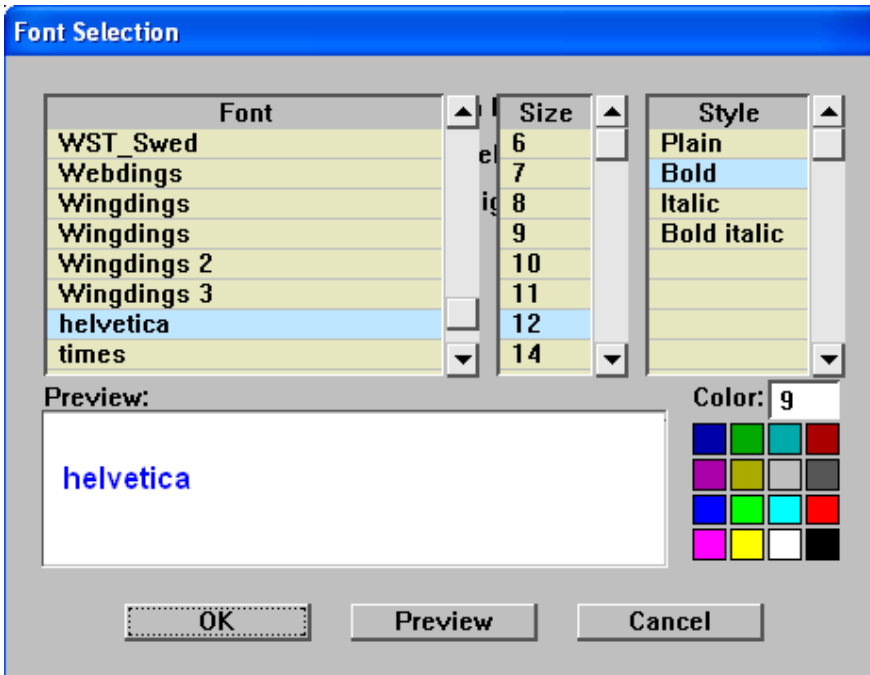 Font Selection
Font
WST_Swed
Webdings
Wingdings
Wingdings
Wingdings 2
Wingdings 3
helvetica
times
Size
6
7
8
9
10
11
12
14
Style
Plain
Bold
Italic
Bold italic
Preview:
helvetica
Color: 9
OK
Preview
Cancel